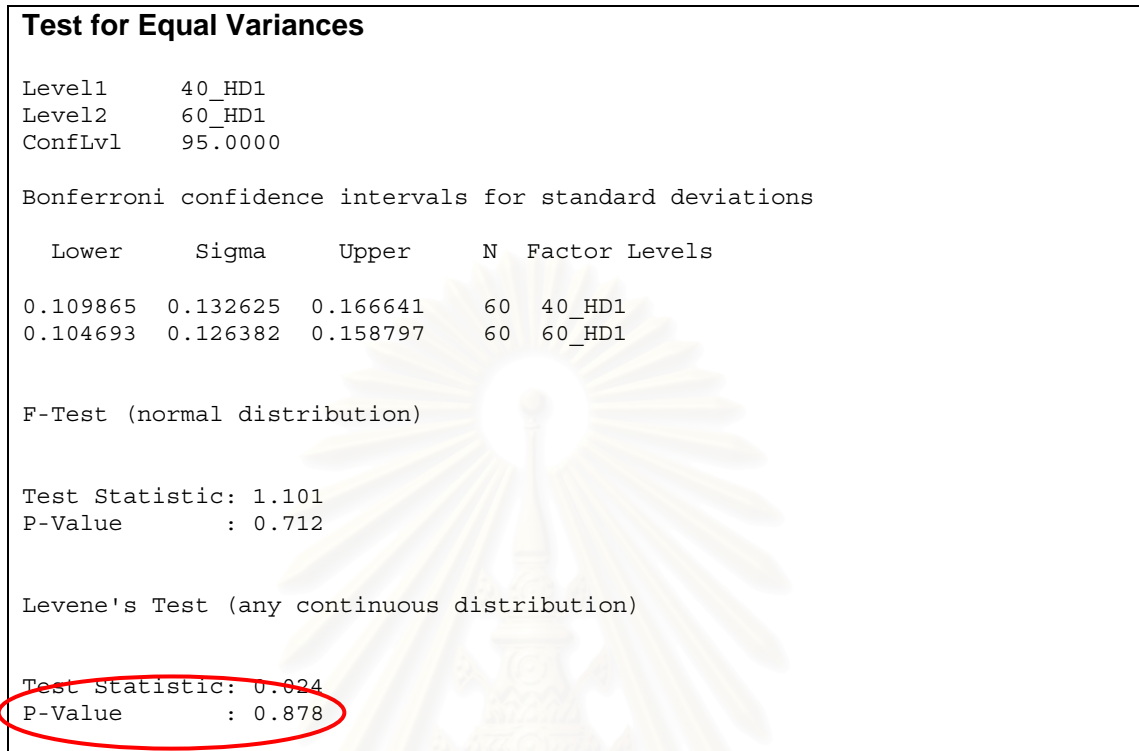 Test for Equal Variances
Level1 40_HD1
Level2 60_HD1
ConfLvl 95.0000
Bonferroni confidence intervals for standard deviations
Lower Sigma Upper N Factor Levels
0.109865 0.132625 0.166641 60 40_HD1
0.104693 0.126382 0.158797 60 60_HD1
F-Test (normal distribution)
Test Statistic: 1.101
P-Value : 0.712
Levene's Test (any continuous distribution)
Test Statistic: 0.024
P-Value : 0.878